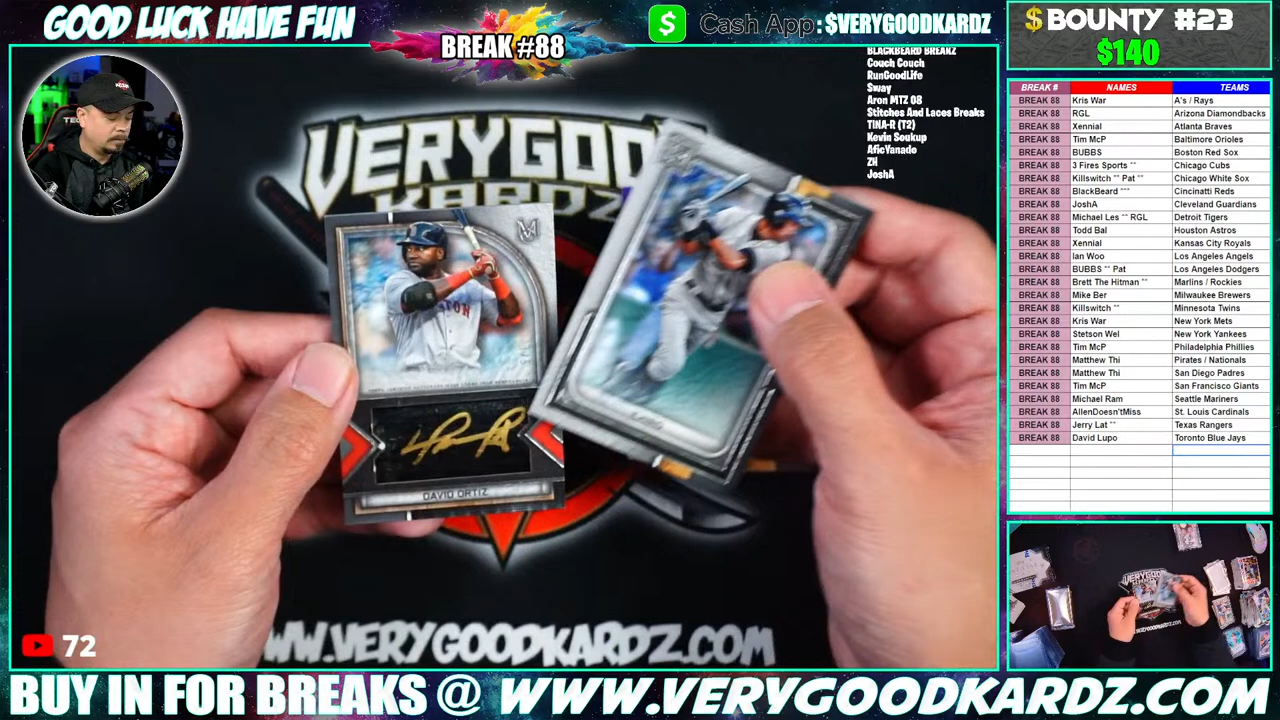 GOOD LUCK HAVE FUN
BREAK #88
$ Cash App : $VERYGOODKARDZ
$ BOUNTY #23
$140
BLACKBEARD BREAKZ
Couch Couch
RunGoodLife
Sway
Aron MTZ 08
Stitches And Laces Breaks
TINA-R (T2)
Kevin Soukup
AficYanado
ZH
JoshA
VERYGOOD
KARDZ
DAVID ORTIZ
WWW.VERYGOODKARDZ.COM
72
BREAK # NAMES TEAMS
BREAK 88 Kris War A's / Rays
BREAK 88 RGL Arizona Diamondbacks
BREAK 88 Xennial Atlanta Braves
BREAK 88 Tim McP Baltimore Orioles
BREAK 88 BUBBS Boston Red Sox
BREAK 88 3 Fires Sports ** Chicago Cubs
BREAK 88 Killswitch ** Pat ** Chicago White Sox
BREAK 88 BlackBeard *** Cincinatti Reds
BREAK 88 JoshA Cleveland Guardians
BREAK 88 Michael Les ** RGL Detroit Tigers
BREAK 88 Todd Bal Houston Astros
BREAK 88 Xennial Kansas City Royals
BREAK 88 Ian Woo Los Angeles Angels
BREAK 88 BUBBS ** Pat Los Angeles Dodgers
BREAK 88 Brett The Hitman ** Marlins / Rockies
BREAK 88 Mike Ber Milwaukee Brewers
BREAK 88 Killswitch ** Minnesota Twins
BREAK 88 Kris War New York Mets
BREAK 88 Stetson Wel New York Yankees
BREAK 88 Tim McP Philadephia Phillies
BREAK 88 Matthew Thi Pirates / Nationals
BREAK 88 Matthew Thi San Diego Padres
BREAK 88 Tim McP San Francisco Giants
BREAK 88 Michael Ram Seattle Mariners
BREAK 88 AllenDoesn'tMiss St. Louis Cardinals
BREAK 88 Jerry Lat ** Texas Rangers
BREAK 88 David Lupo Toronto Blue Jays
BUY IN FOR BREAKS @ WWW.VERYGOODKARDZ.COM